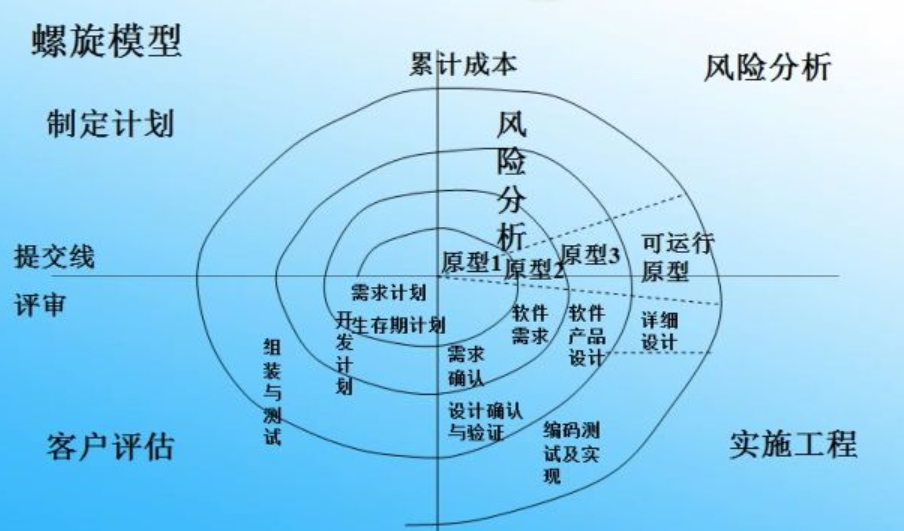 螺旋模型
累计成本
风险分析
制定计划
风险分析
提交线
原型1
原型2
原型3
可运行
原型
评审
需求计划
生存期计划
开发计划
组装与测试
软件
需求
软件
产品
设计
详细
设计
需求
确认
设计确认
与验证
编码测
试及实
现
客户评估
实施工程